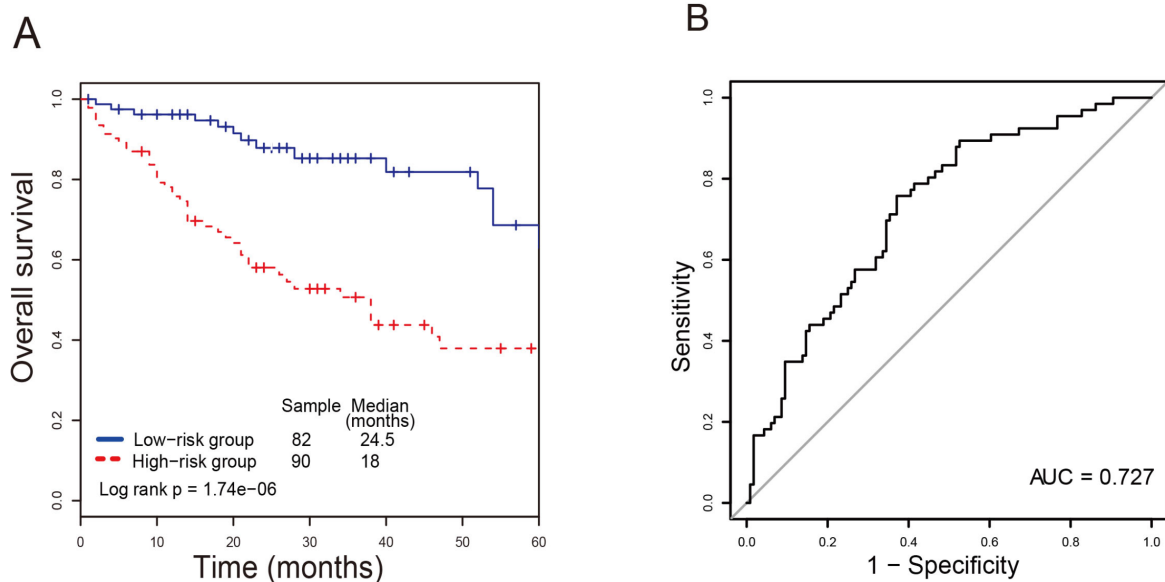 A
Overall survival
1.0
0.8
0.6
0.4
0.2
0.0
Sample Median
(months)
Low−risk group 82 24.5
High−risk group 90 18
Log rank p = 1.74e−06
0 10 20 30 40 50 60
Time (months)
B
Sensitivity
1.0
0.8
0.6
0.4
0.2
0.0
AUC = 0.727
0.0 0.2 0.4 0.6 0.8 1.0
1 − Specificity